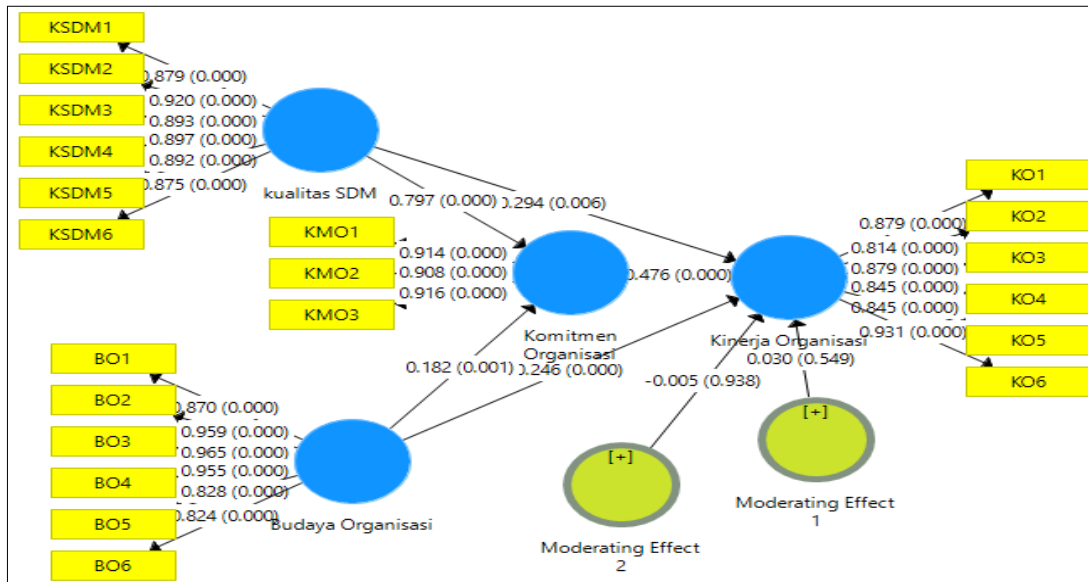 KSDM1
KSDM2
KSDM3
KSDM4
KSDM5
KSDM6
0.879 (0.000)
0.920 (0.000)
0.893 (0.000)
0.897 (0.000)
0.892 (0.000)
0.875 (0.000)
kualitas SDM
0.797 (0.000)
0.294 (0.006)
KMO1
KMO2
KMO3
0.914 (0.000)
0.908 (0.000)
0.916 (0.000)
Komitmen
Organisasi
0.476 (0.000)
Kinerja Organisasi
KO1
KO2
KO3
KO4
KO5
KO6
0.879 (0.000)
0.814 (0.000)
0.879 (0.000)
0.845 (0.000)
0.845 (0.000)
0.931 (0.000)
BO1
BO2
BO3
BO4
BO5
BO6
0.870 (0.000)
0.959 (0.000)
0.965 (0.000)
0.955 (0.000)
0.828 (0.000)
0.824 (0.000)
Budaya Organisasi
0.182 (0.001)
0.246 (0.000)
-0.005 (0.938)
0.030 (0.549)
[+]
Moderating Effect
2
[+]
Moderating Effect
1